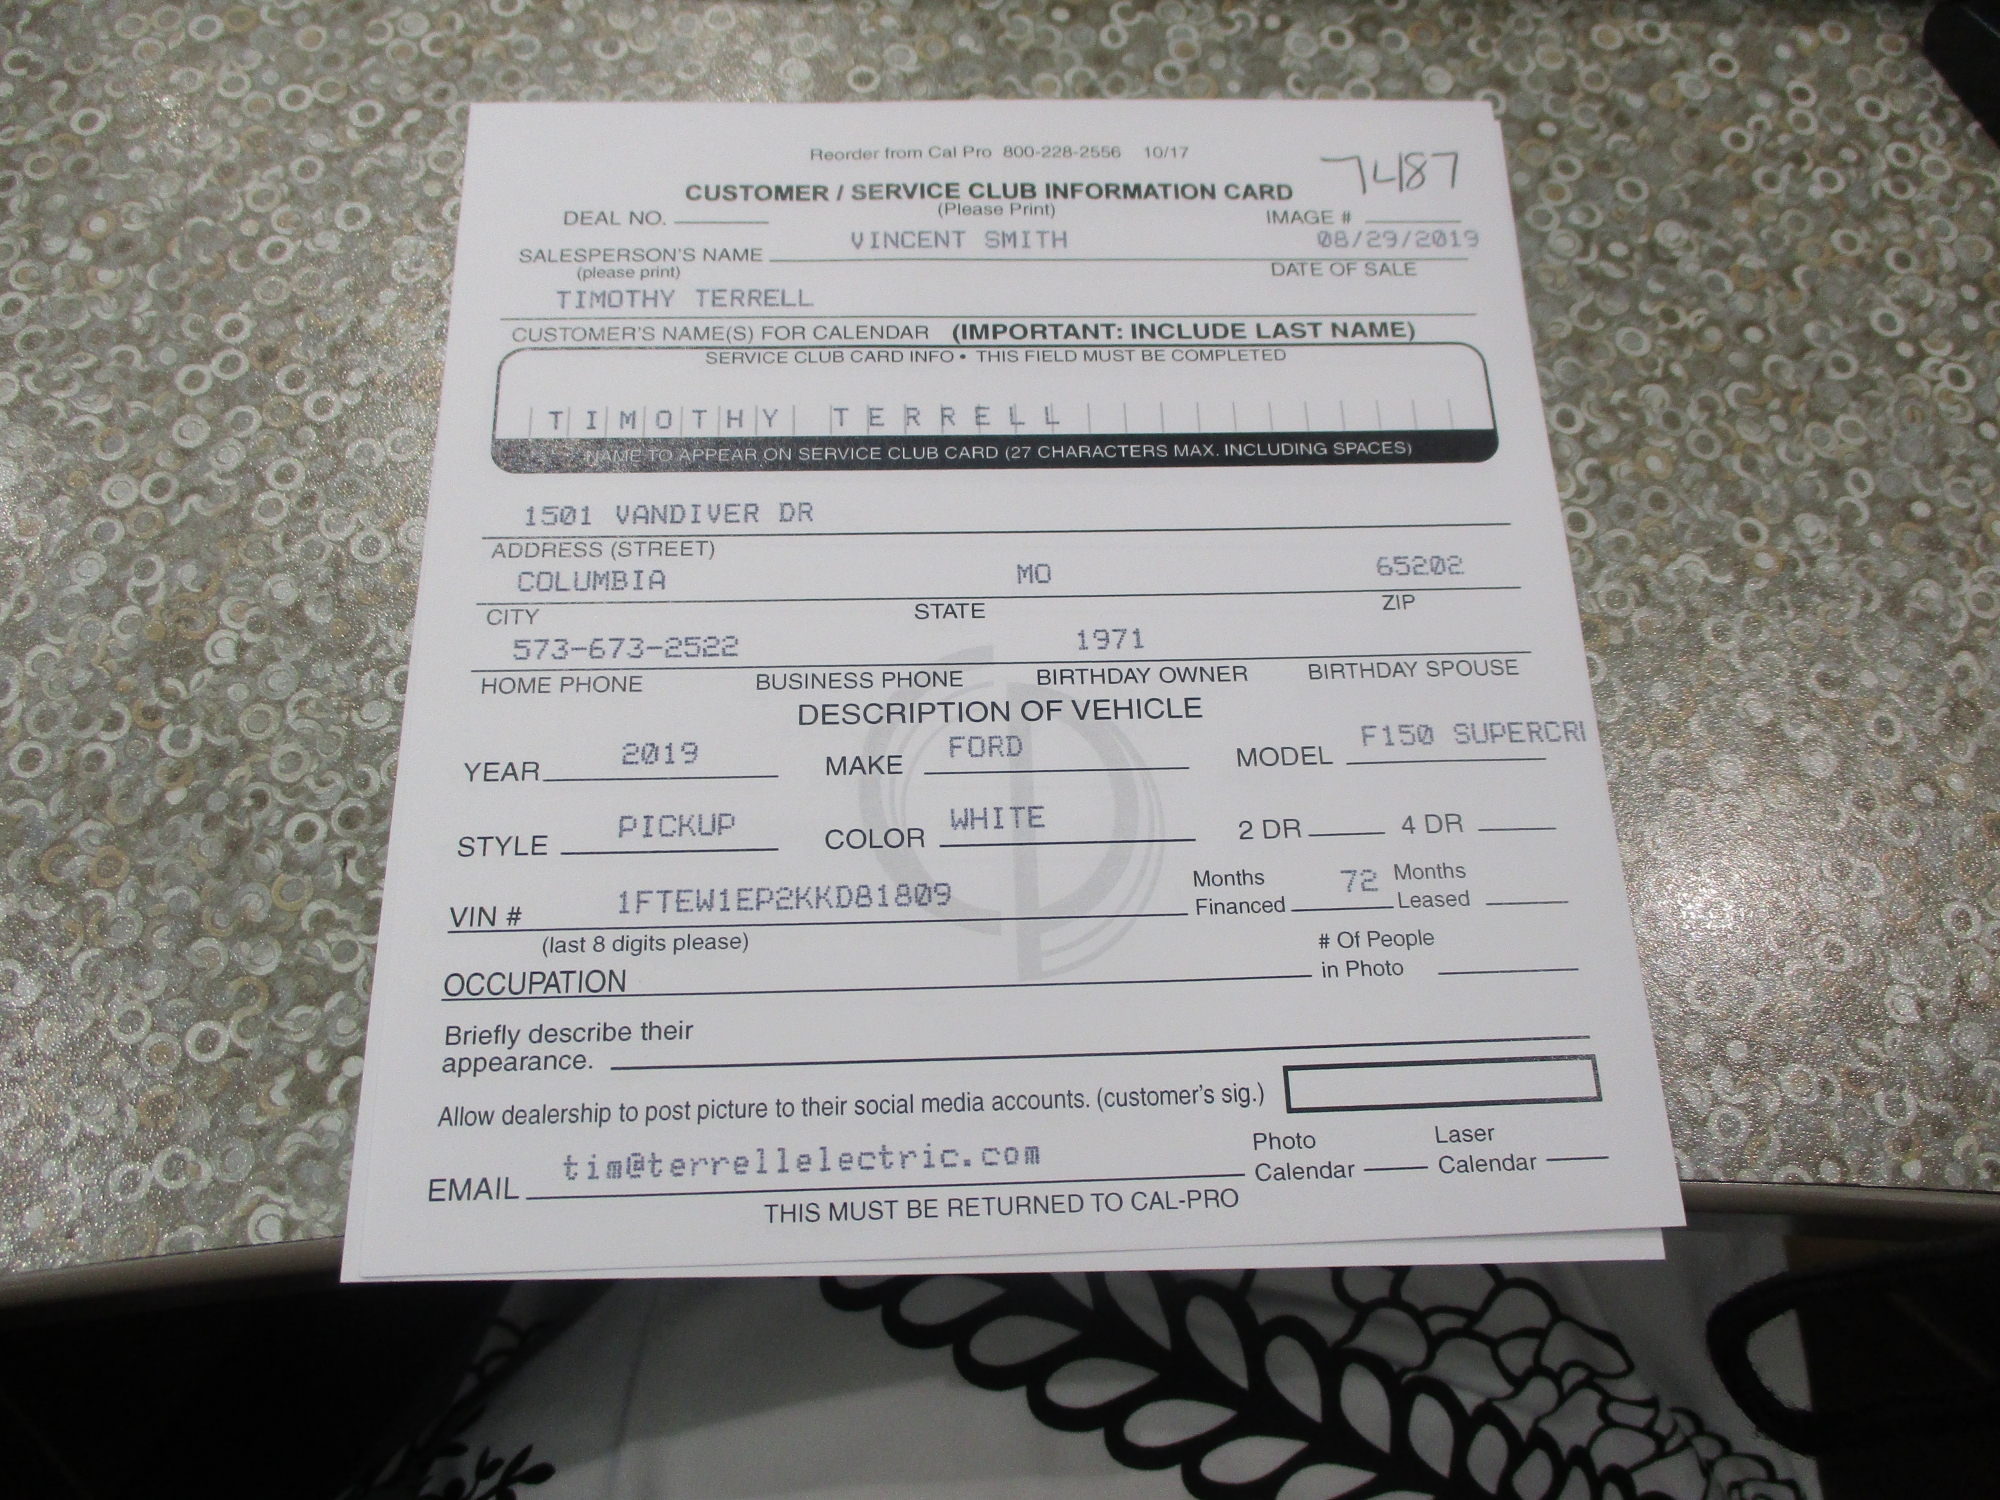 Reorder from Cal Pro 800-228-2556 10/17
7487
CUSTOMER / SERVICE CLUB INFORMATION CARD
(Please Print)
DEAL NO. IMAGE #
VINCENT SMITH 08/29/2019
SALESPERSON'S NAME
(please print) DATE OF SALE
TIMOTHY TERRELL
CUSTOMER'S NAME(S) FOR CALENDAR (IMPORTANT: INCLUDE LAST NAME)
SERVICE CLUB CARD INFO • THIS FIELD MUST BE COMPLETED
TIMOTHY TERRELL
NAME TO APPEAR ON SERVICE CLUB CARD (27 CHARACTERS MAX. INCLUDING SPACES)
1501 VANDIVER DR
ADDRESS (STREET)
COLUMBIA MO 65202
CITY STATE ZIP
573-673-2522 1971
HOME PHONE BUSINESS PHONE BIRTHDAY OWNER BIRTHDAY SPOUSE
DESCRIPTION OF VEHICLE
YEAR 2019 MAKE FORD MODEL F150 SUPERCR
STYLE PICKUP COLOR WHITE 2 DR 4 DR
VIN # 1FTEW1EP2KKD81809 Months Financed 72 Months Leased
(last 8 digits please)
OCCUPATION # Of People in Photo
Briefly describe their
appearance.
Allow dealership to post picture to their social media accounts. (customer's sig.)
EMAIL tim@terrellelectric.com Photo Calendar Laser Calendar
THIS MUST BE RETURNED TO CAL-PRO